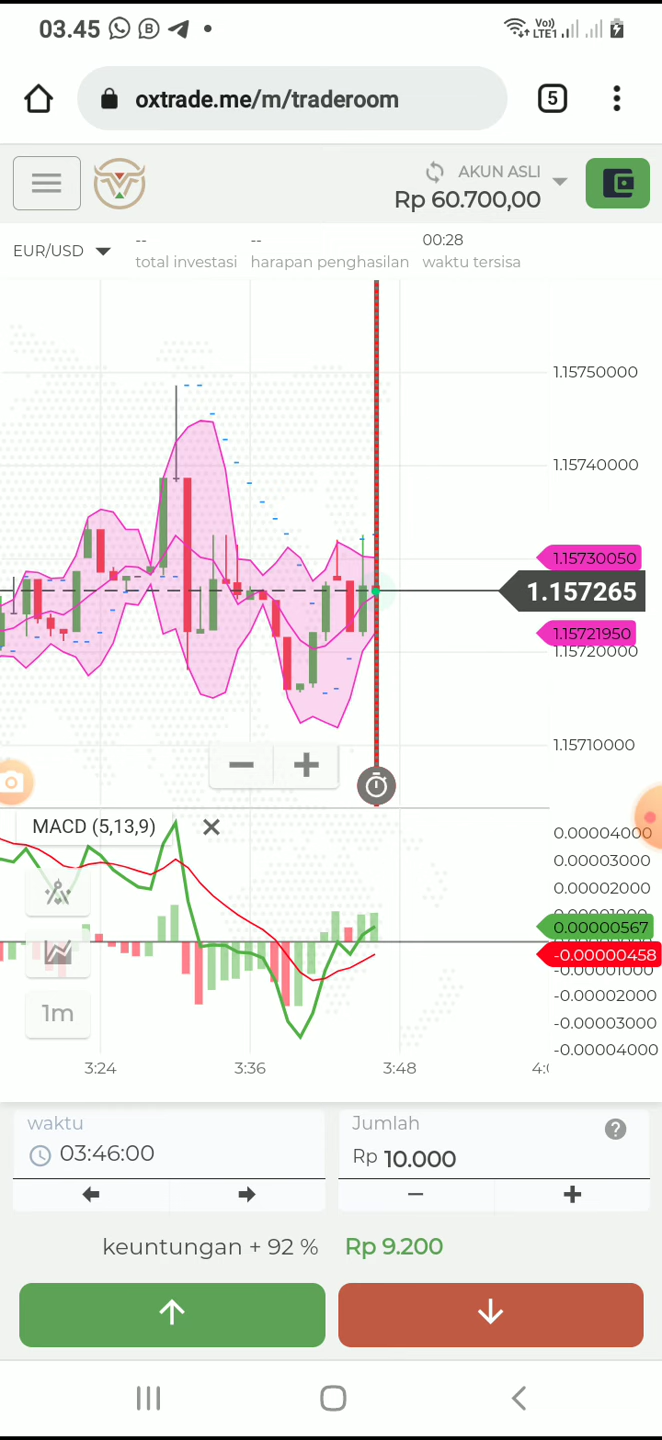 03.45
Vo)
LTE1
oxtrade.me/m/traderoom
5
AKUN ASLI
Rp 60.700,00
EUR/USD
--
total investasi
--
harapan penghasilan
00:28
waktu tersisa
1.15750000
1.15740000
1.15730050
1.157265
1.15721950
1.15720000
1.15710000
MACD (5,13,9)
0.00004000
0.00003000
0.00002000
0.00001000
0.00000567
-0.00000458
-0.00001000
-0.00002000
-0.00003000
-0.00004000
1m
3:24
3:36
3:48
waktu
03:46:00
Jumlah
Rp 10.000
keuntungan + 92 %
Rp 9.200